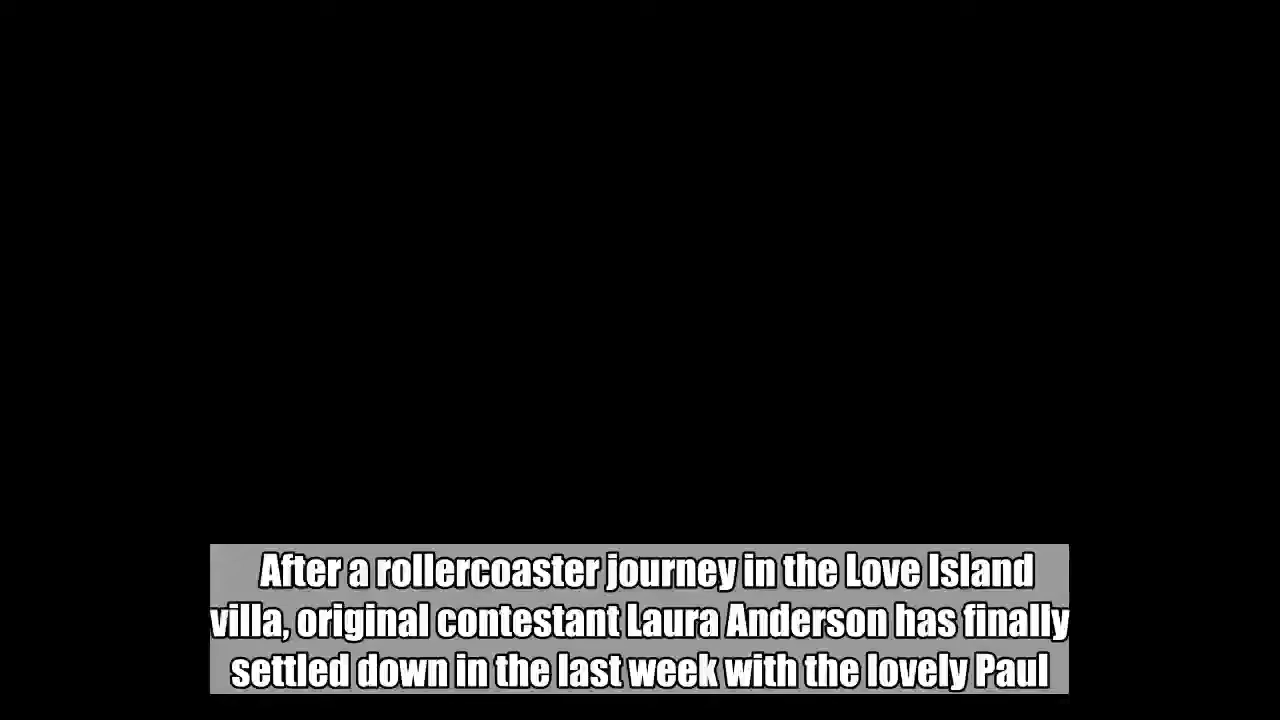 After a rollercoaster journey in the Love Island
villa, original contestant Laura Anderson has finally
settled down in the last week with the lovely Paul